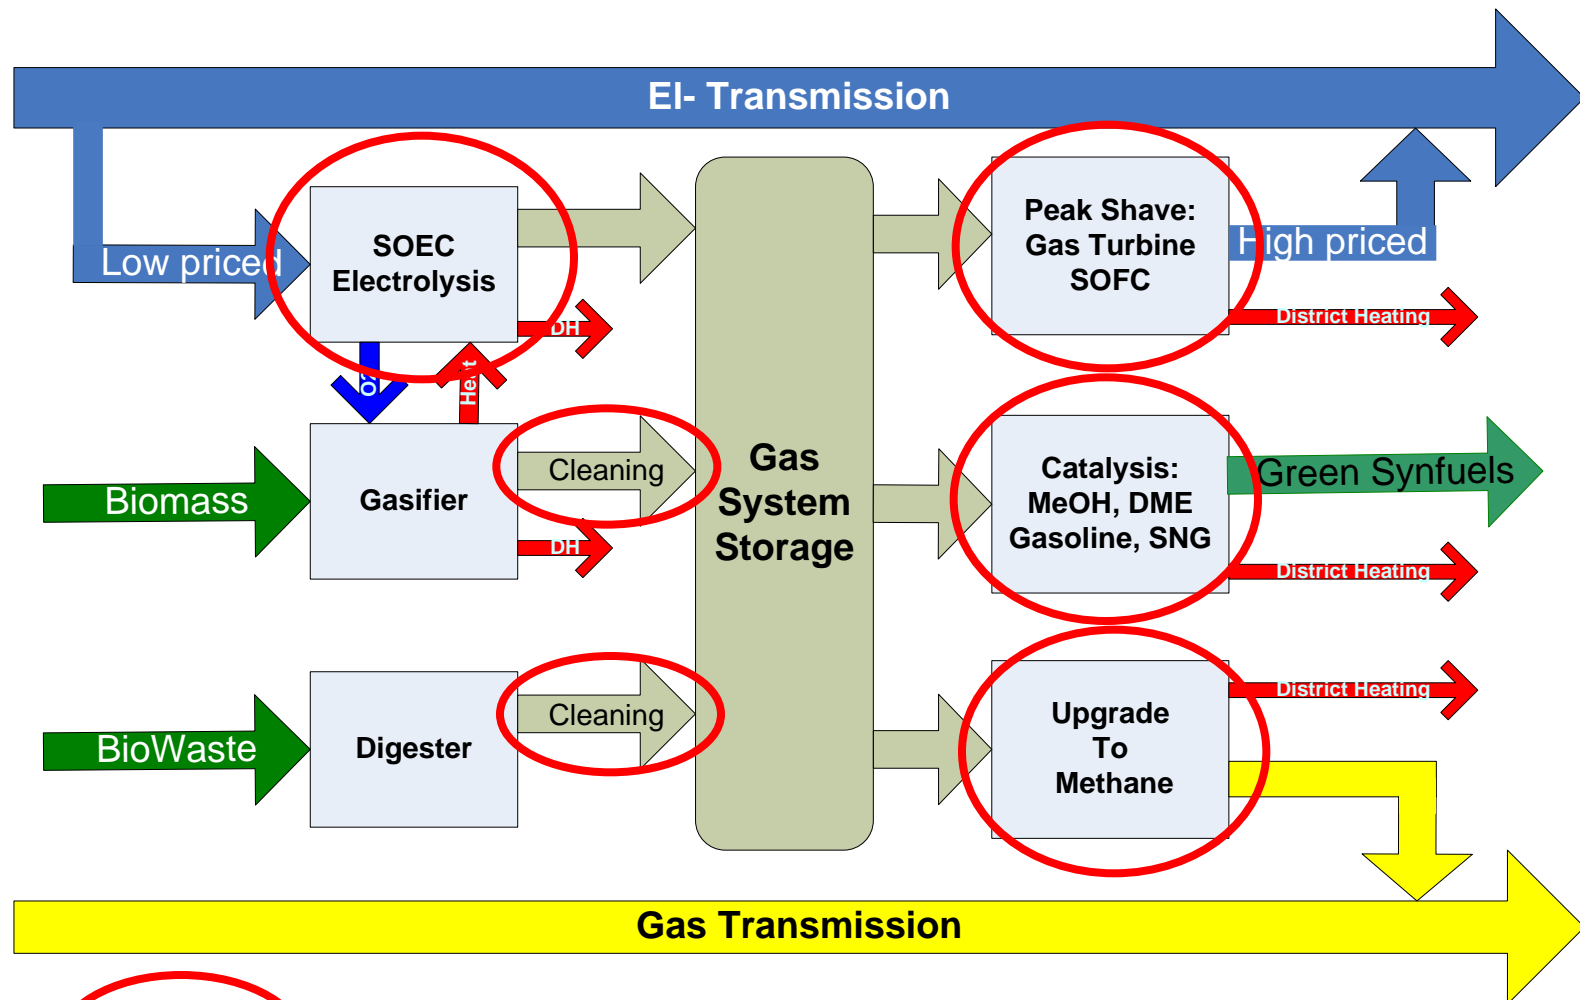 El- Transmission
Low priced
SOEC
Electrolysis
DH
Peak Shave:
Gas Turbine
SOFC
High priced
District Heating
O2
Heat
Biomass
Gasifier
Cleaning
DH
Gas
System
Storage
Catalysis:
MeOH, DME
Gasoline, SNG
Green Synfuels
District Heating
BioWaste
Digester
Cleaning
Upgrade
To
Methane
District Heating
Gas Transmission